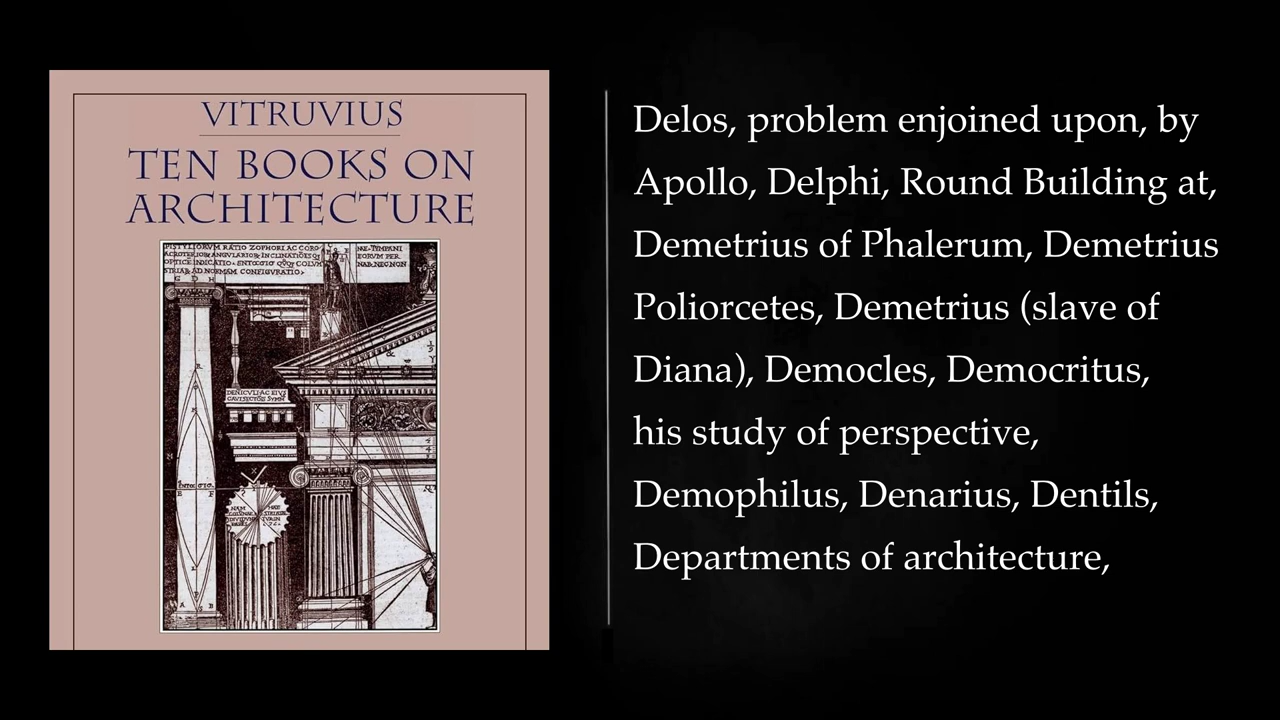 VITRUVIUS
TEN BOOKS ON
ARCHITECTURE
Delos, problem enjoined upon, by
Apollo, Delphi, Round Building at,
Demetrius of Phalerum, Demetrius
Poliorcetes, Demetrius (slave of
Diana), Democles, Democritus,
his study of perspective,
Demophilus, Denarius, Dentils,
Departments of architecture,